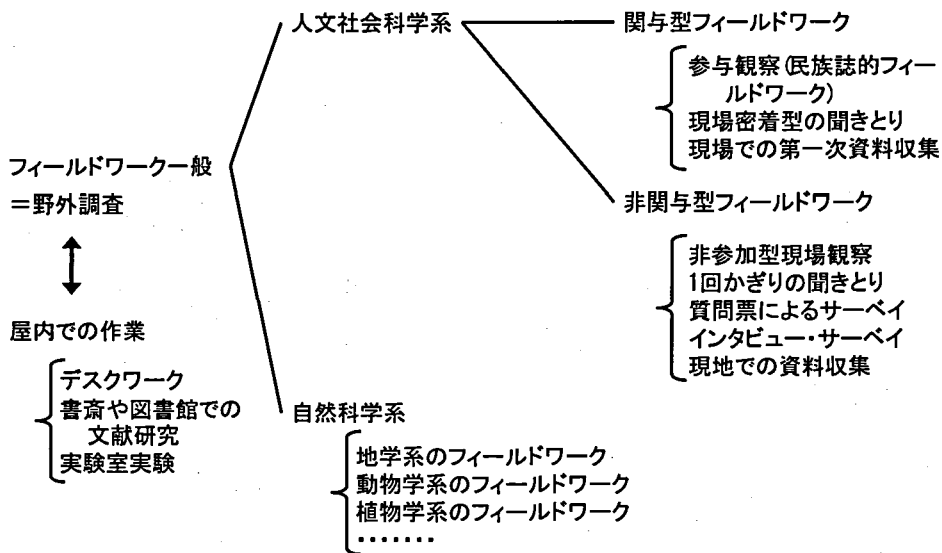 フィールドワーク一般
＝野外調査
屋内での作業
デスクワーク
書斎や図書館での
文献研究
実験室実験
人文社会科学系
関与型フィールドワーク
参与観察(民族誌的フィー
ルドワーク)
現場密着型の聞きとり
現場での第一次資料収集
非関与型フィールドワーク
非参加型現場観察
1回かぎりの聞きとり
質問票によるサーベイ
インタビュー・サーベイ
現地での資料収集
自然科学系
地学系のフィールドワーク
動物学系のフィールドワーク
植物学系のフィールドワーク
・・・・・・・